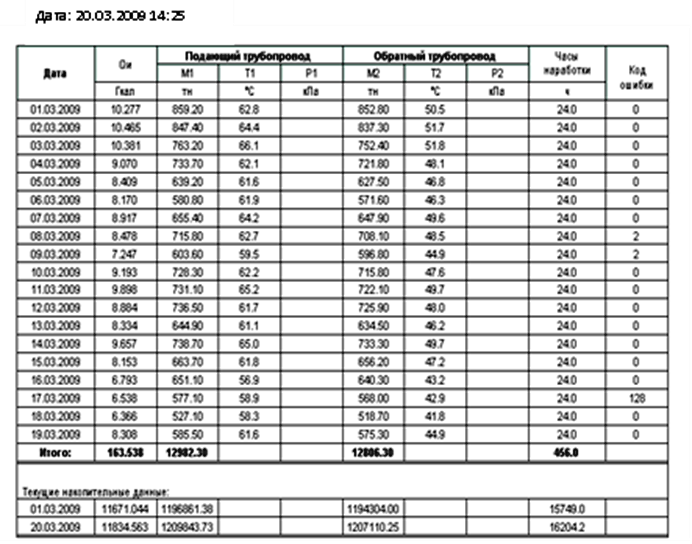 Дата: 20.03.2009 14:25
Дата Qи Подающий трубопровод Обратный трубопровод Часы наработки Код ошибки
M1 T1 P1 M2 T2 P2
Гкал тн °C кПа тн °C кПа ч
01.03.2009 10.277 859.20 62.8 852.80 50.5 24.0 0
02.03.2009 10.465 847.40 64.4 837.30 51.7 24.0 0
03.03.2009 10.381 763.20 66.1 752.40 51.8 24.0 0
04.03.2009 9.070 733.70 62.1 721.80 48.1 24.0 0
05.03.2009 8.409 639.20 61.6 627.50 46.8 24.0 0
06.03.2009 8.170 580.80 61.9 571.60 46.3 24.0 0
07.03.2009 8.917 655.40 64.2 647.90 49.6 24.0 0
08.03.2009 8.478 715.80 62.7 708.10 48.5 24.0 2
09.03.2009 7.247 603.60 59.5 596.80 44.9 24.0 2
10.03.2009 9.193 728.30 62.2 715.80 47.6 24.0 0
11.03.2009 9.898 731.10 65.2 722.10 49.7 24.0 0
12.03.2009 8.884 736.50 61.7 725.90 48.0 24.0 0
13.03.2009 8.334 644.90 61.1 634.50 46.2 24.0 0
14.03.2009 9.657 738.70 65.0 733.30 49.7 24.0 0
15.03.2009 8.153 663.70 61.8 656.20 47.2 24.0 0
16.03.2009 6.793 651.10 56.9 640.30 43.2 24.0 0
17.03.2009 6.538 577.10 58.9 568.00 42.9 24.0 128
18.03.2009 6.366 527.10 58.3 518.70 41.8 24.0 0
19.03.2009 8.308 585.50 61.6 575.30 44.9 24.0 0
Итого: 163.538 12982.30 12806.30 456.0
Текущие накопительные данные:
01.03.2009 11671.044 1196861.38 1194304.00 15749.0
20.03.2009 11834.563 1209843.73 1207110.25 16204.2